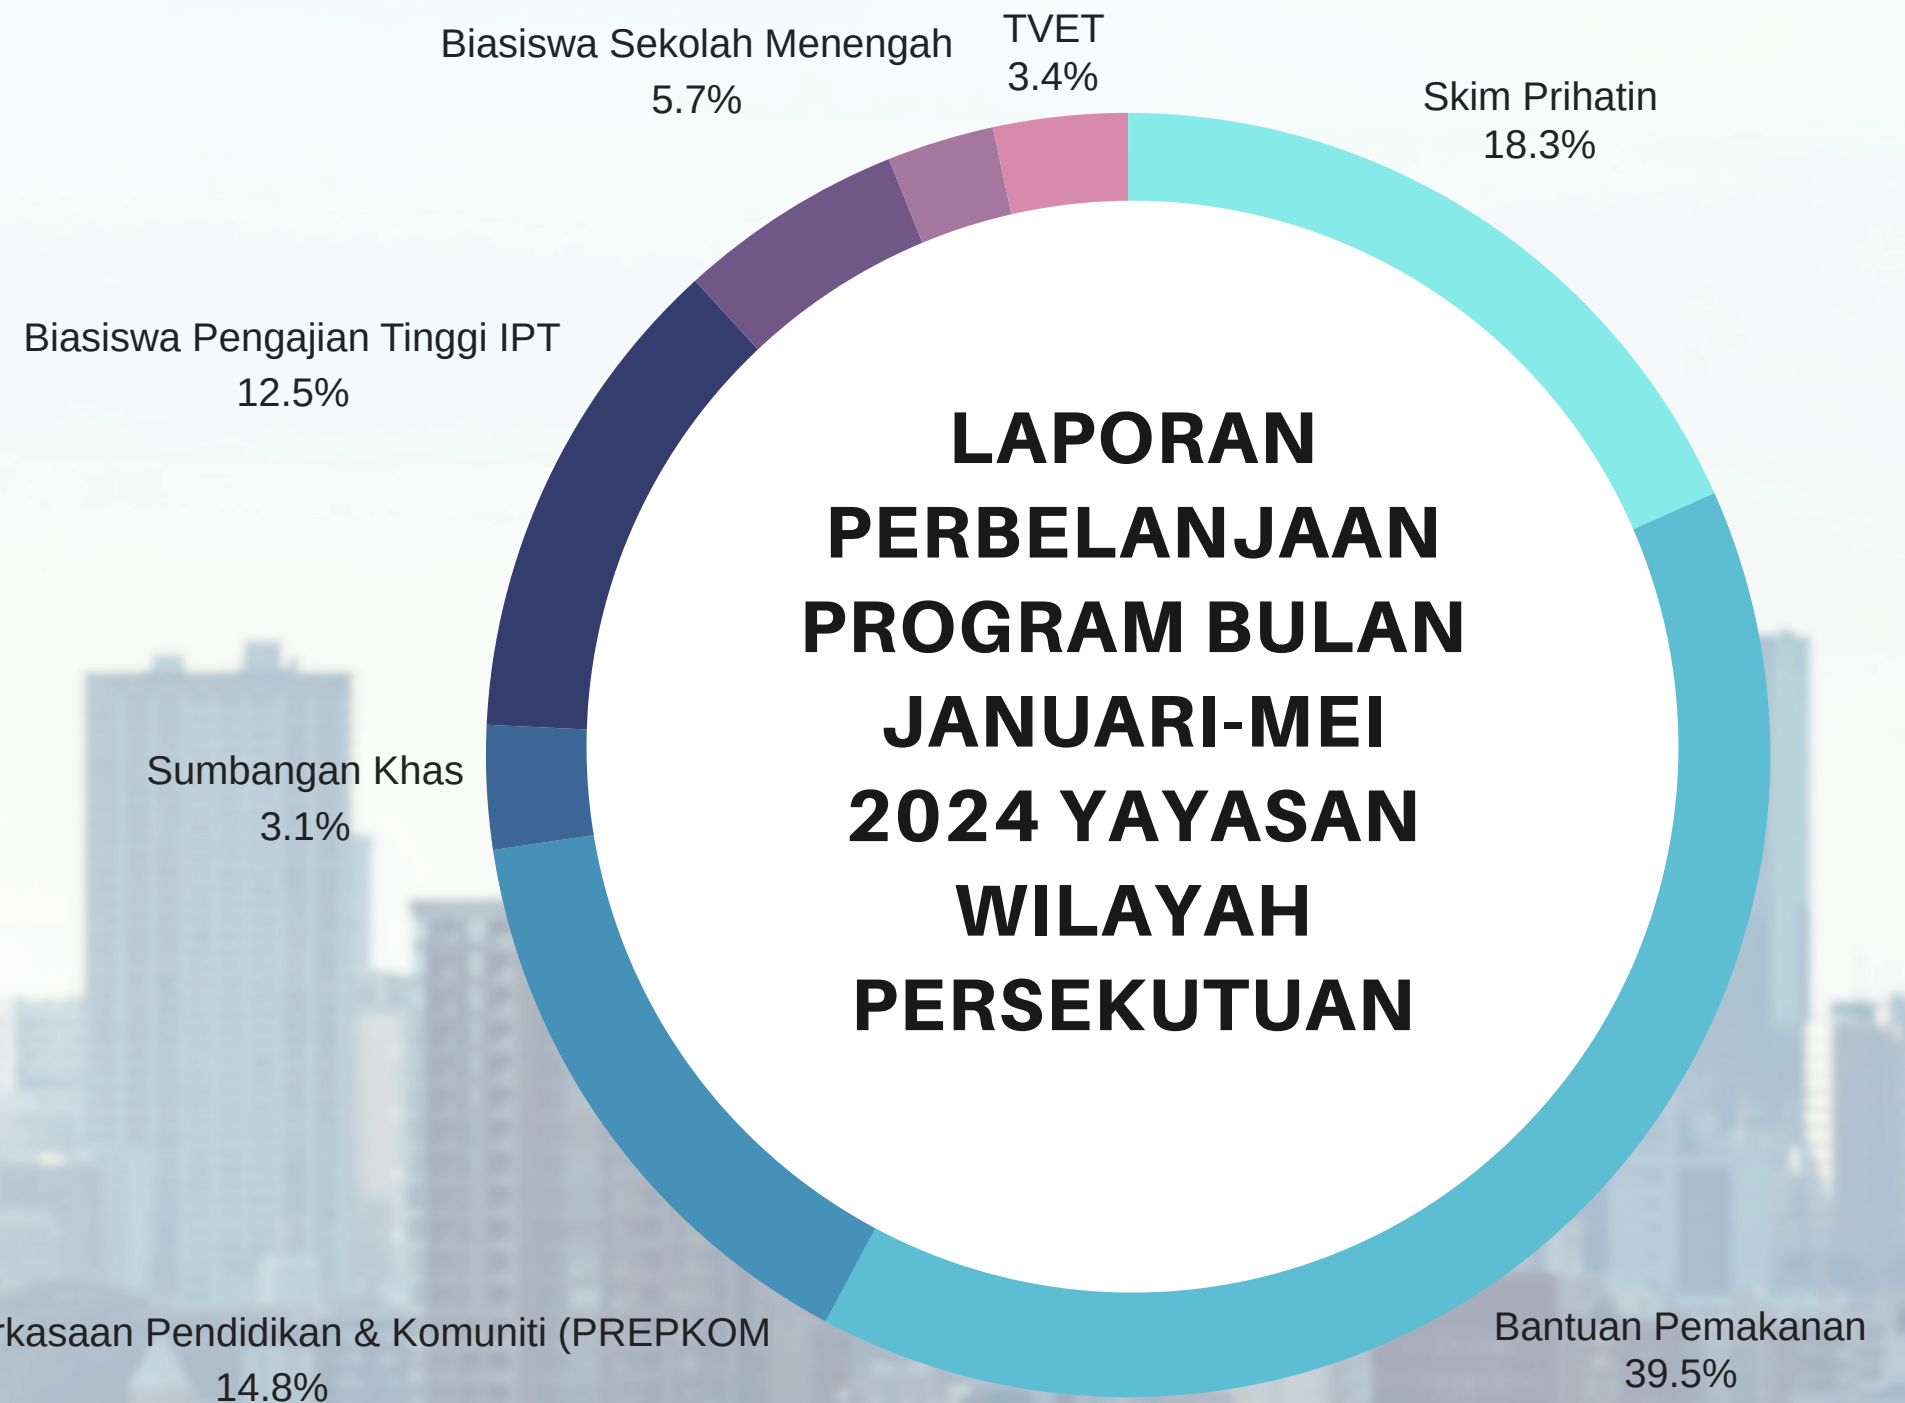 TVET
3.4%
Biasiswa Sekolah Menengah
5.7%
Skim Prihatin
18.3%
Biasiswa Pengajian Tinggi IPT
12.5%
LAPORAN
PERBELANJAAN
PROGRAM BULAN
JANUARI-MEI
2024 YAYASAN
WILAYAH
PERSEKUTUAN
Sumbangan Khas
3.1%
rkasaan Pendidikan & Komuniti (PREPKOM
14.8%
Bantuan Pemakanan
39.5%